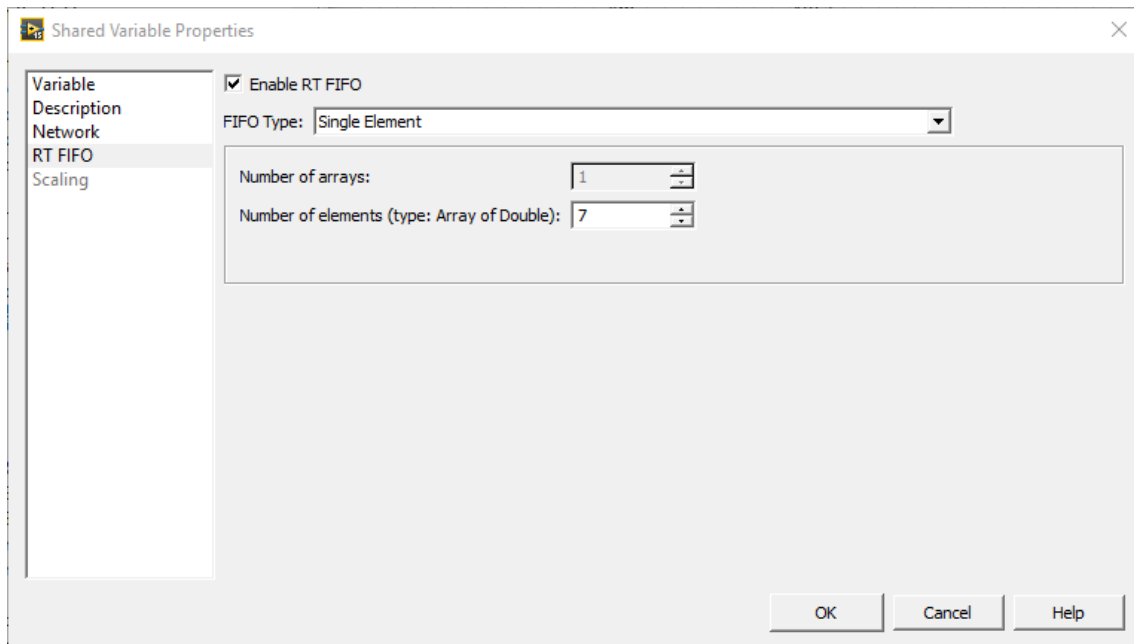 Shared Variable Properties
Variable
Description
Network
RT FIFO
Scaling
Enable RT FIFO
FIFO Type: Single Element
Number of arrays: 1
Number of elements (type: Array of Double): 7
OK Cancel Help